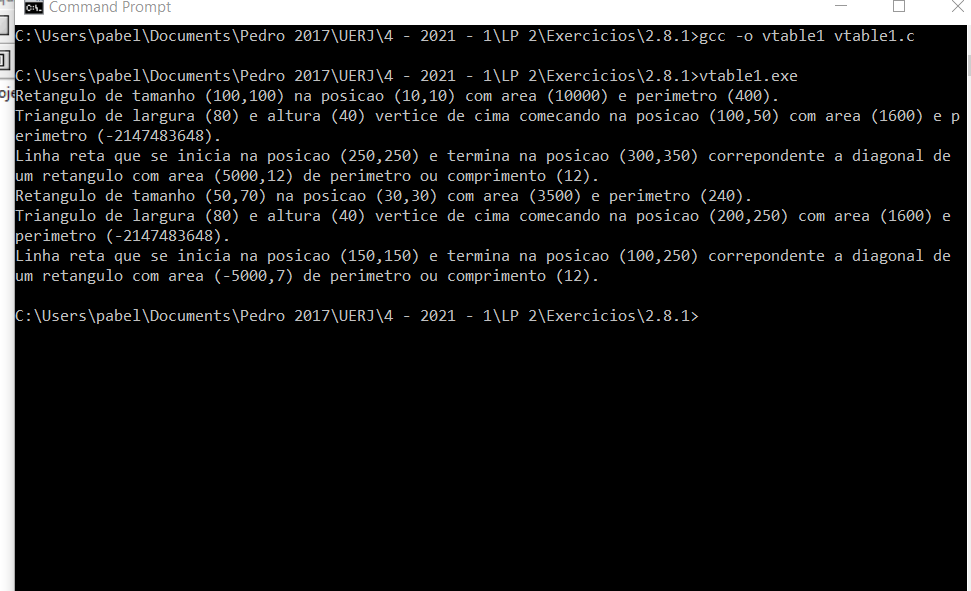 Command Prompt
C:\Users\pabel\Documents\Pedro 2017\UERJ\4 - 2021 - 1\LP 2\Exercicios\2.8.1>gcc -o vtable1 vtable1.c
C:\Users\pabel\Documents\Pedro 2017\UERJ\4 - 2021 - 1\LP 2\Exercicios\2.8.1>vtable1.exe
Retangulo de tamanho (100,100) na posicao (10,10) com area (10000) e perimetro (400).
Triangulo de largura (80) e altura (40) vertice de cima comecando na posicao (100,50) com area (1600) e p
erimetro (-2147483648).
Linha reta que se inicia na posicao (250,250) e termina na posicao (300,350) correpondente a diagonal de
um retangulo com area (5000,12) de perimetro ou comprimento (12).
Retangulo de tamanho (50,70) na posicao (30,30) com area (3500) e perimetro (240).
Triangulo de largura (80) e altura (40) vertice de cima comecando na posicao (200,250) com area (1600) e
perimetro (-2147483648).
Linha reta que se inicia na posicao (150,150) e termina na posicao (100,250) correpondente a diagonal de
um retangulo com area (-5000,7) de perimetro ou comprimento (12).
C:\Users\pabel\Documents\Pedro 2017\UERJ\4 - 2021 - 1\LP 2\Exercicios\2.8.1>